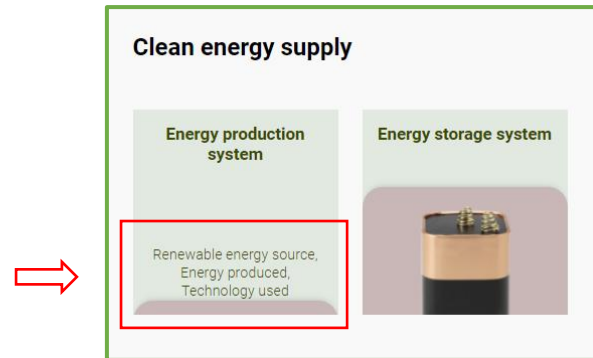 Clean energy supply
Energy production
system
Energy storage system
Renewable energy source,
Energy produced,
Technology used